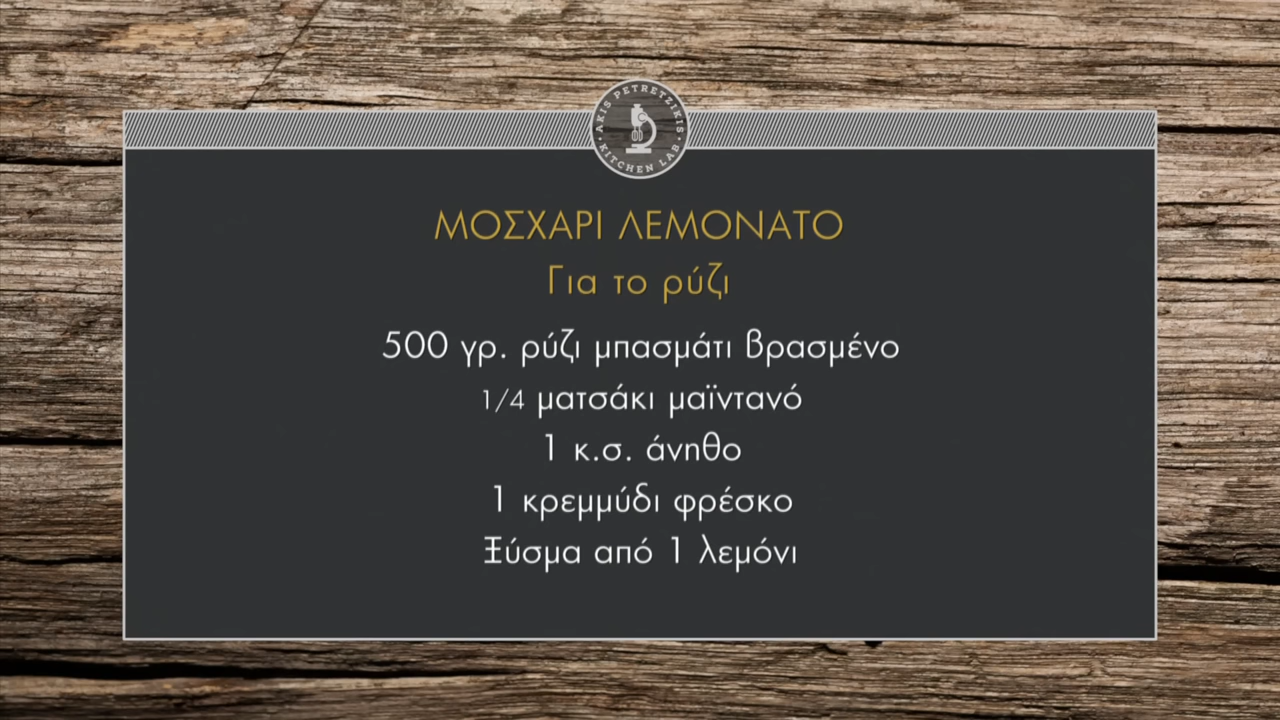 AKIS PETRETZIKIS
KITCHEN LAB
ΜΟΣΧΑΡΙ ΛΕΜΟΝΑΤΟ
Για το ρύζι
500 γρ. ρύζι μπασμάτι βρασμένο
1/4 ματσάκι μαϊντανό
1 κ.σ. άνηθο
1 κρεμμύδι φρέσκο
Ξύσμα από 1 λεμόνι